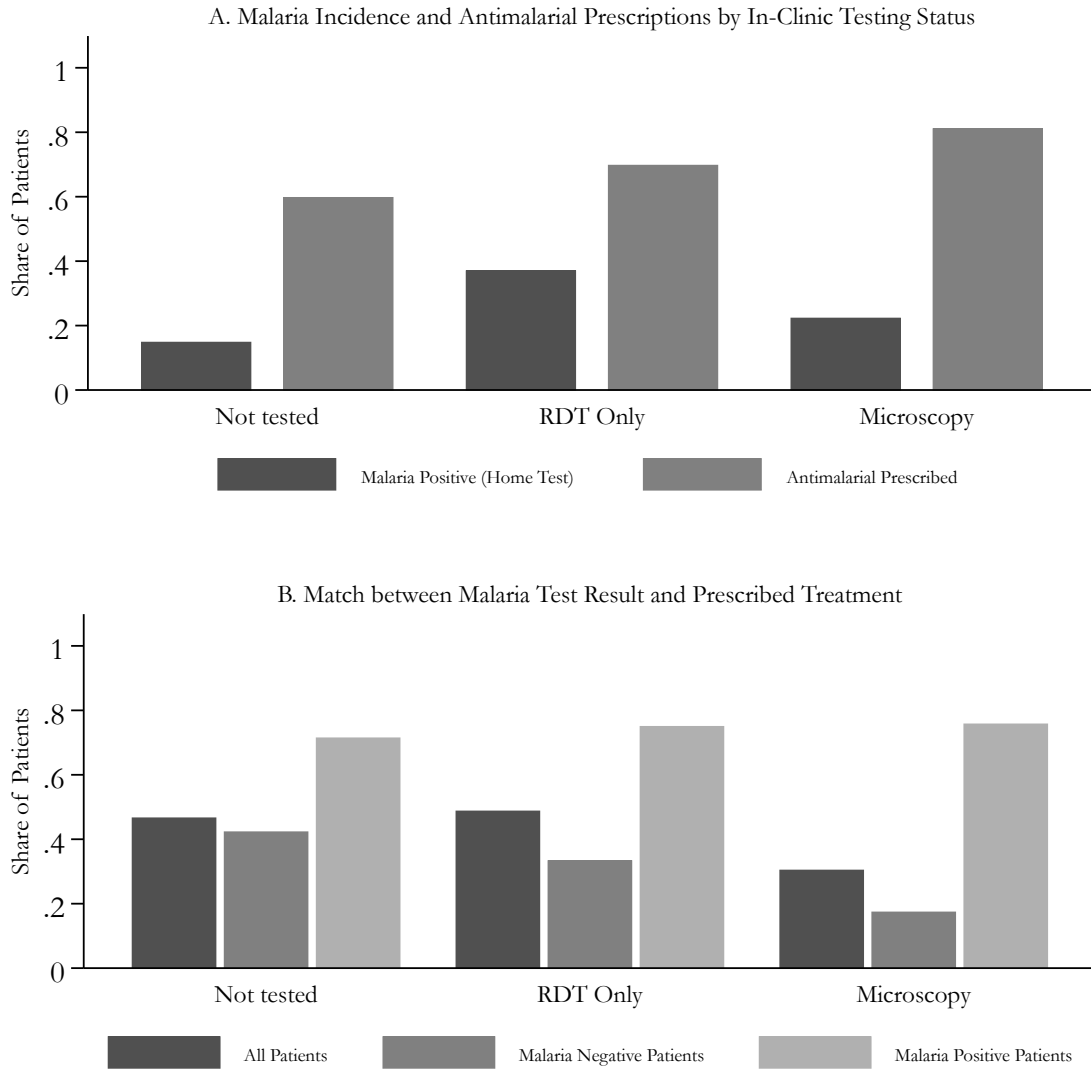 A. Malaria Incidence and Antimalarial Prescriptions by In-Clinic Testing Status
Share of Patients
1
.8
.6
.4
.2
0
Not tested
RDT Only
Microscopy
Malaria Positive (Home Test)
Antimalarial Prescribed
B. Match between Malaria Test Result and Prescribed Treatment
Share of Patients
1
.8
.6
.4
.2
0
Not tested
RDT Only
Microscopy
All Patients
Malaria Negative Patients
Malaria Positive Patients